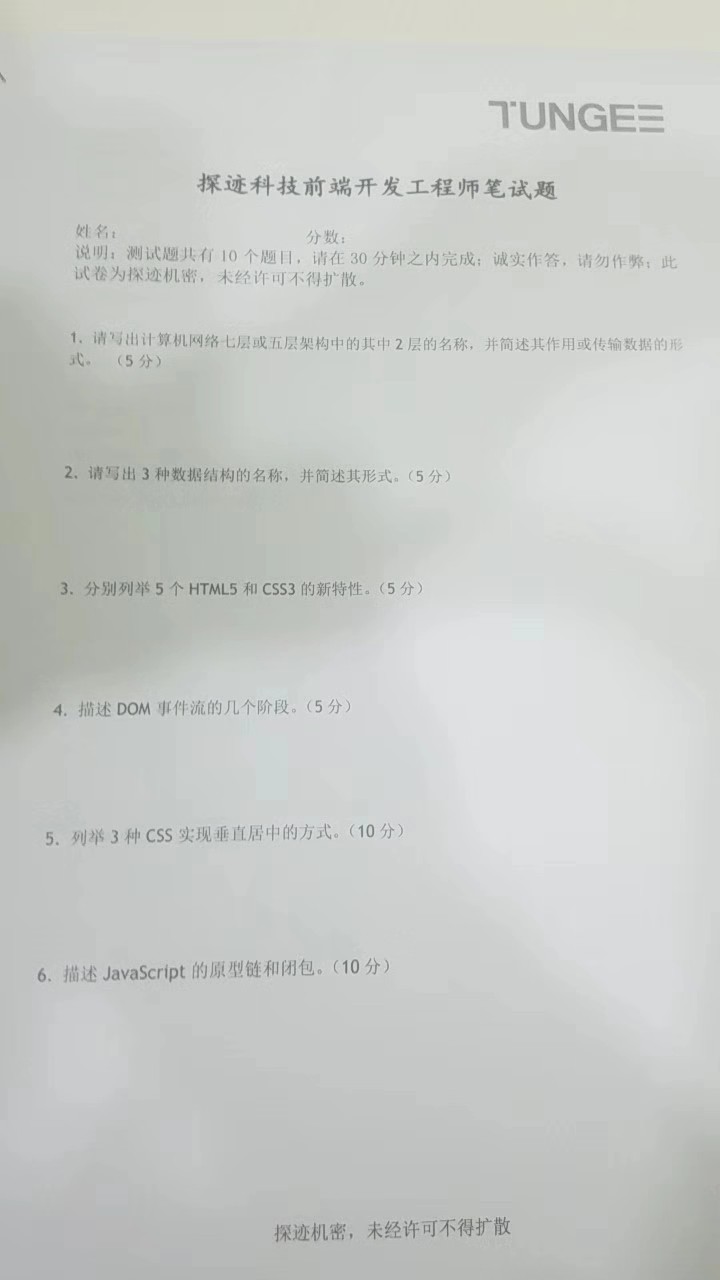 TUNGEE
探迹科技前端开发工程师笔试题
姓名： 分数：
说明：测试题共有 10 个题目，请在 30 分钟之内完成；诚实作答，请勿作弊；此
试卷为探迹机密，未经许可不得扩散。
1、请写出计算机网络七层或五层架构中的其中 2 层的名称，并简述其作用或传输数据的形
式。 （5 分）
2. 请写出 3 种数据结构的名称，并简述其形式。（5 分）
3. 分别列举 5 个 HTML5 和 CSS3 的新特性。（5 分）
4. 描述 DOM 事件流的几个阶段。（5 分）
5. 列举 3 种 CSS 实现垂直居中的方式。（10 分）
6. 描述 JavaScript 的原型链和闭包。（10 分）
探迹机密，未经许可不得扩散